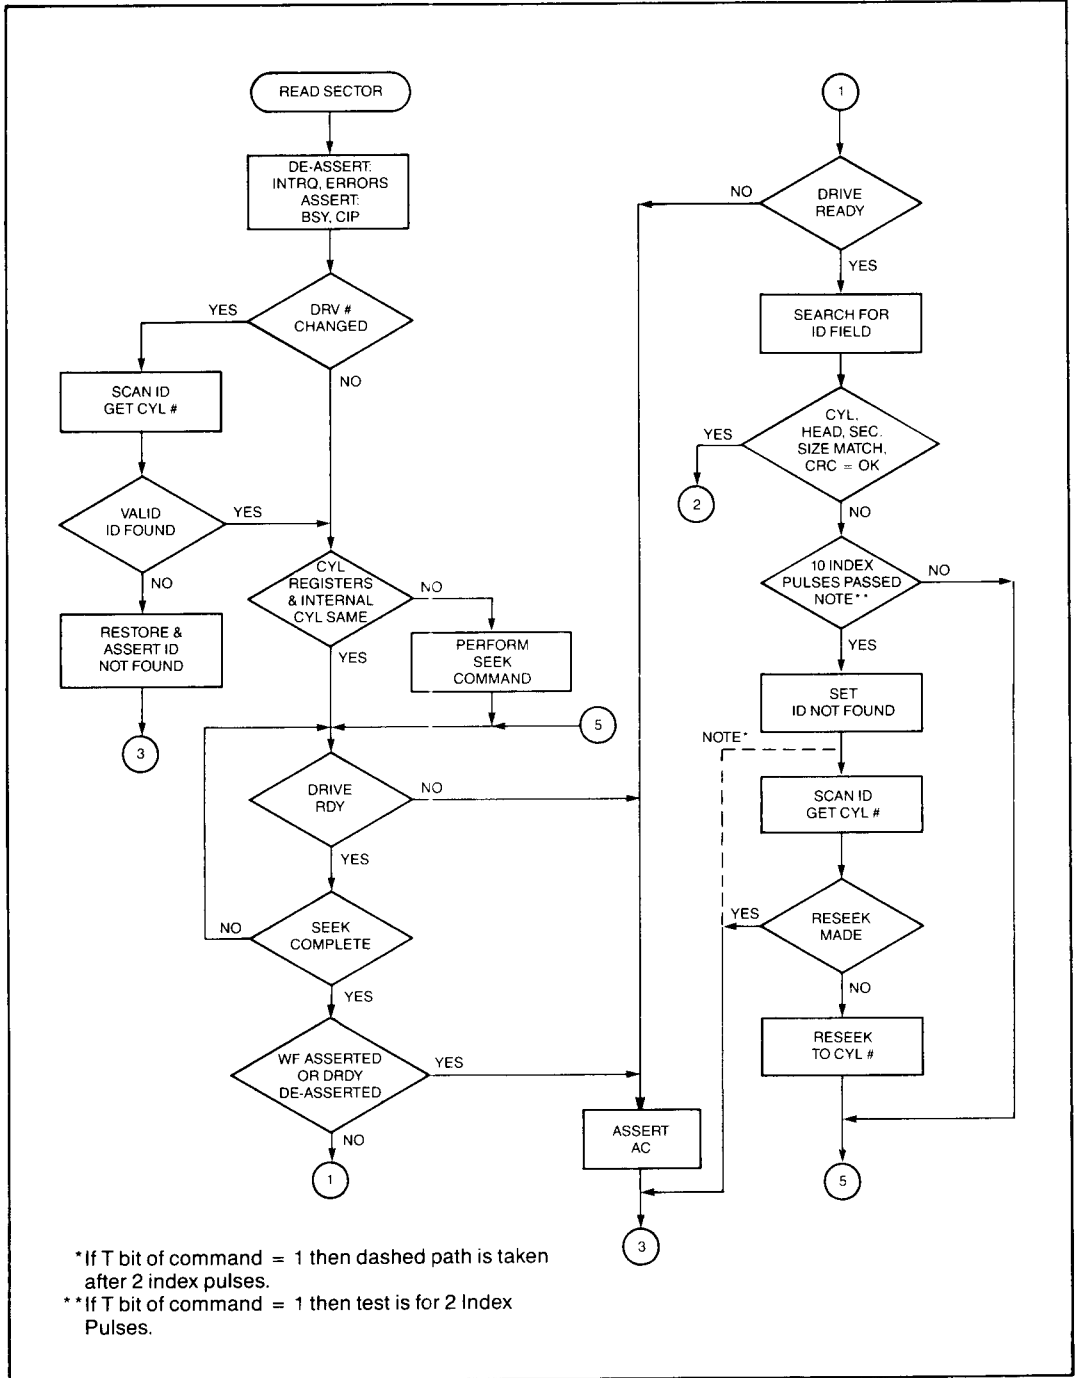 READ SECTOR
DE-ASSERT:
INTRQ, ERRORS
ASSERT:
BSY, CIP
YES
DRV #
CHANGED
NO
SCAN ID
GET CYL #
VALID
ID FOUND
YES
NO
RESTORE &
ASSERT ID
NOT FOUND
3
CYL
REGISTERS
& INTERNAL
CYL SAME
NO
YES
PERFORM
SEEK
COMMAND
5
DRIVE
RDY
NO
YES
NO
SEEK
COMPLETE
YES
WF ASSERTED
OR DRDY
DE-ASSERTED
YES
NO
1
1
NO
DRIVE
READY
YES
SEARCH FOR
ID FIELD
YES
CYL,
HEAD, SEC.
SIZE MATCH,
CRC = OK
2
NO
10 INDEX
PULSES PASSED
NOTE**
NO
YES
SET
ID NOT FOUND
NOTE*
SCAN ID
GET CYL #
YES
RESEEK
MADE
NO
RESEEK
TO CYL #
5
ASSERT
AC
3
*If T bit of command = 1 then dashed path is taken
after 2 index pulses.
**If T bit of command = 1 then test is for 2 Index
Pulses.